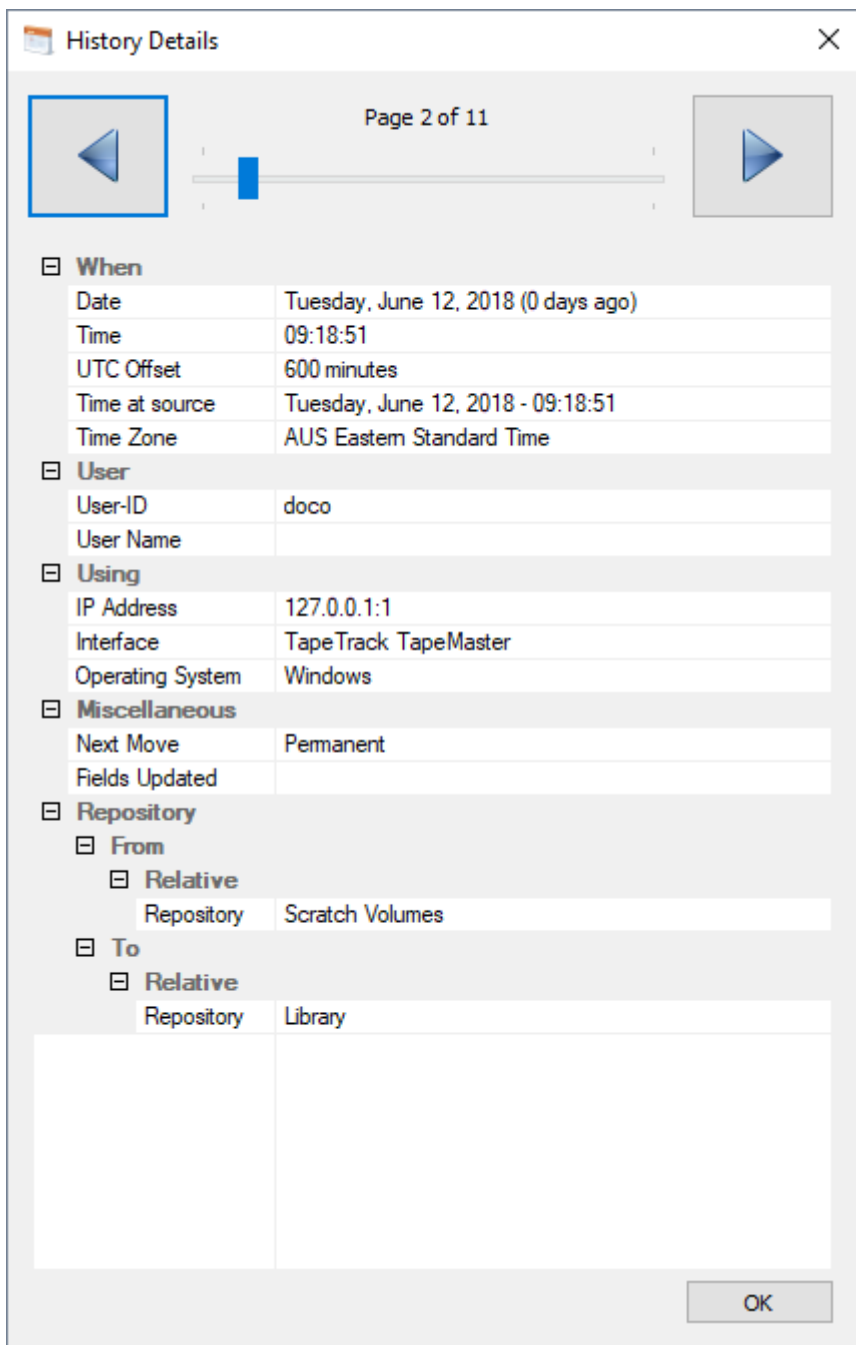 History Details
Page 2 of 11
When
Date Tuesday, June 12, 2018 (0 days ago)
Time 09:18:51
UTC Offset 600 minutes
Time at source Tuesday, June 12, 2018 - 09:18:51
Time Zone AUS Eastern Standard Time
User
User-ID doco
User Name
Using
IP Address 127.0.0.1:1
Interface TapeTrack TapeMaster
Operating System Windows
Miscellaneous
Next Move Permanent
Fields Updated
Repository
From
Relative
Repository Scratch Volumes
To
Relative
Repository Library
OK